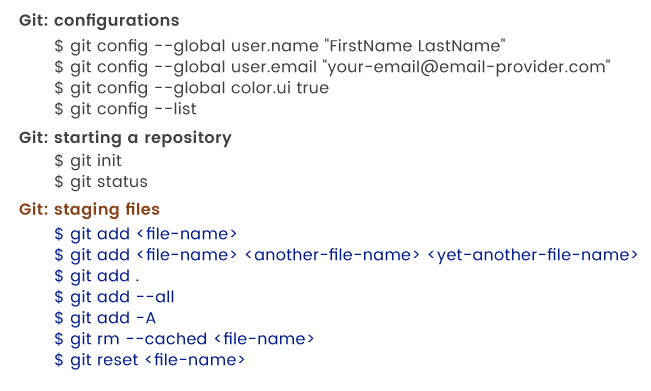 Git: configurations
$ git config --global user.name "FirstName LastName"
$ git config --global user.email "your-email@email-provider.com"
$ git config --global color.ui true
$ git config --list
Git: starting a repository
$ git init
$ git status
Git: staging files
$ git add <file-name>
$ git add <file-name> <another-file-name> <yet-another-file-name>
$ git add .
$ git add --all
$ git add -A
$ git rm --cached <file-name>
$ git reset <file-name>